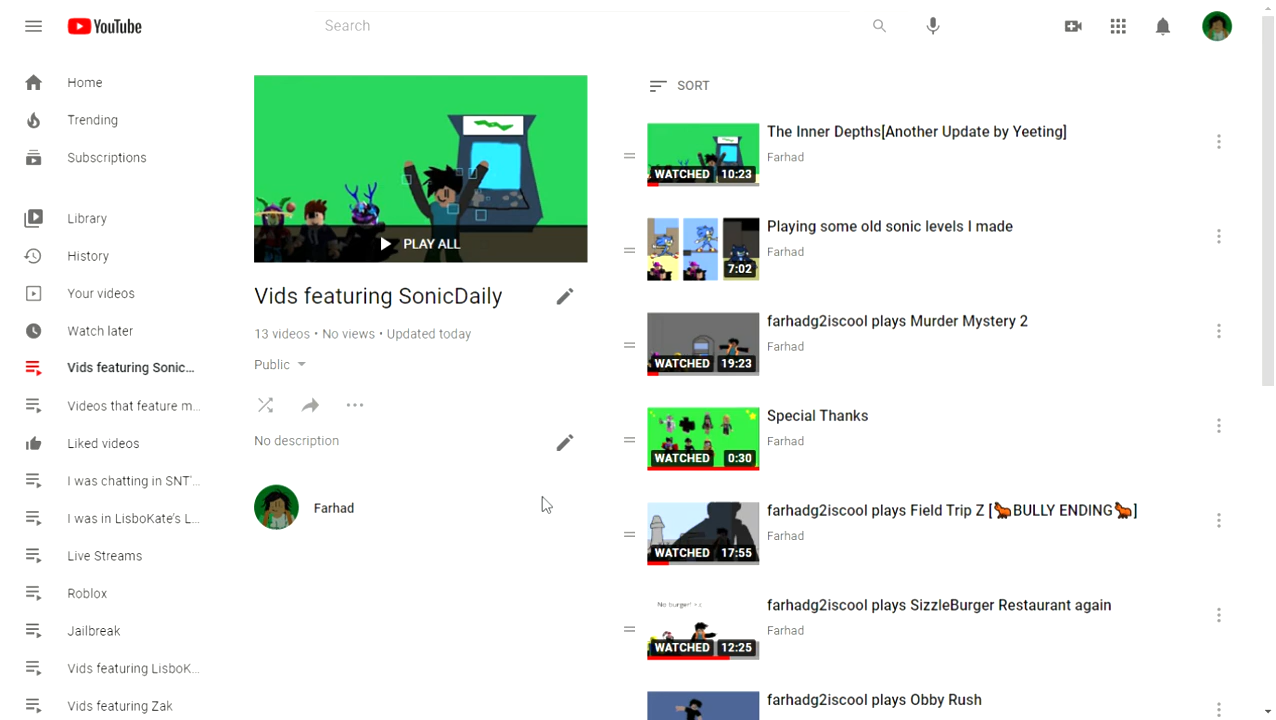 YouTube
Search
Home
Trending
Subscriptions
Library
History
Your videos
Watch later
Vids featuring Sonic...
Videos that feature m...
Liked videos
I was chatting in SNT'...
I was in LisboKate's L...
Live Streams
Roblox
Jailbreak
Vids featuring LisboK...
Vids featuring Zak
PLAY ALL
Vids featuring SonicDaily
13 videos • No views • Updated today
Public
No description
Farhad
SORT
The Inner Depths[Another Update by Yeeting]
Farhad
WATCHED 10:23
Playing some old sonic levels I made
Farhad
7:02
farhadg2iscool plays Murder Mystery 2
Farhad
WATCHED 19:23
Special Thanks
Farhad
WATCHED 0:30
farhadg2iscool plays Field Trip Z [🐂BULLY ENDING🐂]
Farhad
WATCHED 17:55
farhadg2iscool plays SizzleBurger Restaurant again
Farhad
No burger!
WATCHED 12:25
farhadg2iscool plays Obby Rush